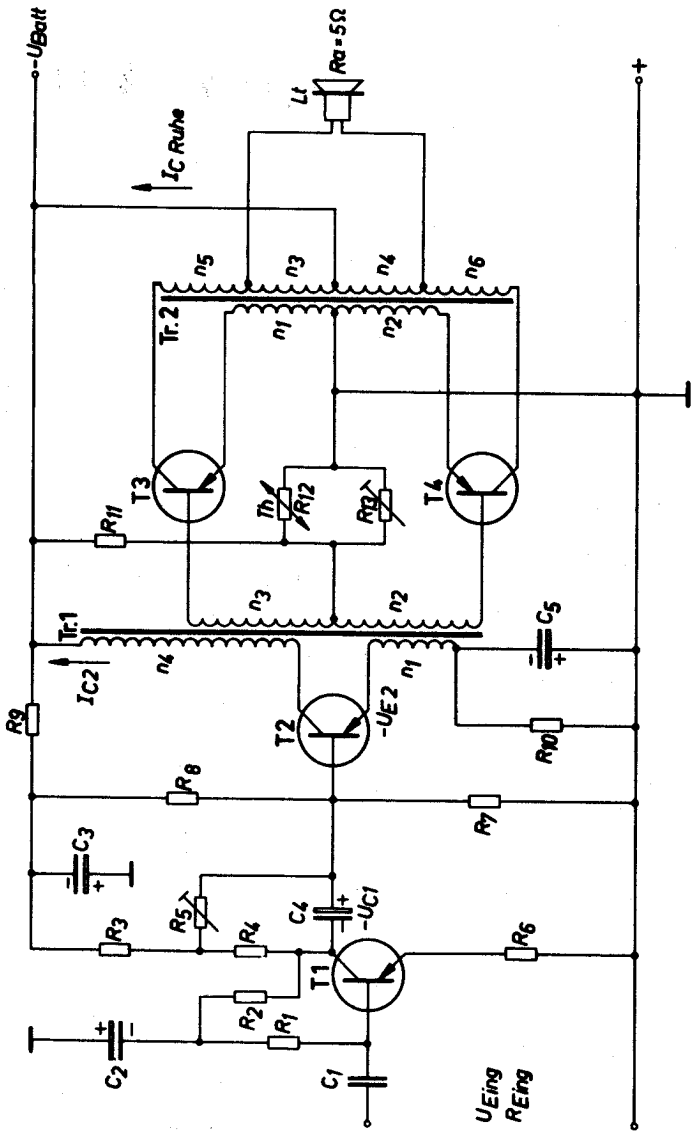 -UBatt
IC Ruhe
Lt
Ra=5Ω
+
n5
n3
n4
n6
Tr.2
n1
n2
T3
T4
Th
R12
R13
R11
Tr.1
n4
n3
n2
n1
IC2
T2
-UE2
C5
- +
R10
R9
R8
R7
C3
- +
R3
R5
R4
C4
+ -
-UC1
T1
R6
R2
R1
C2
+ -
C1
UEing
REing